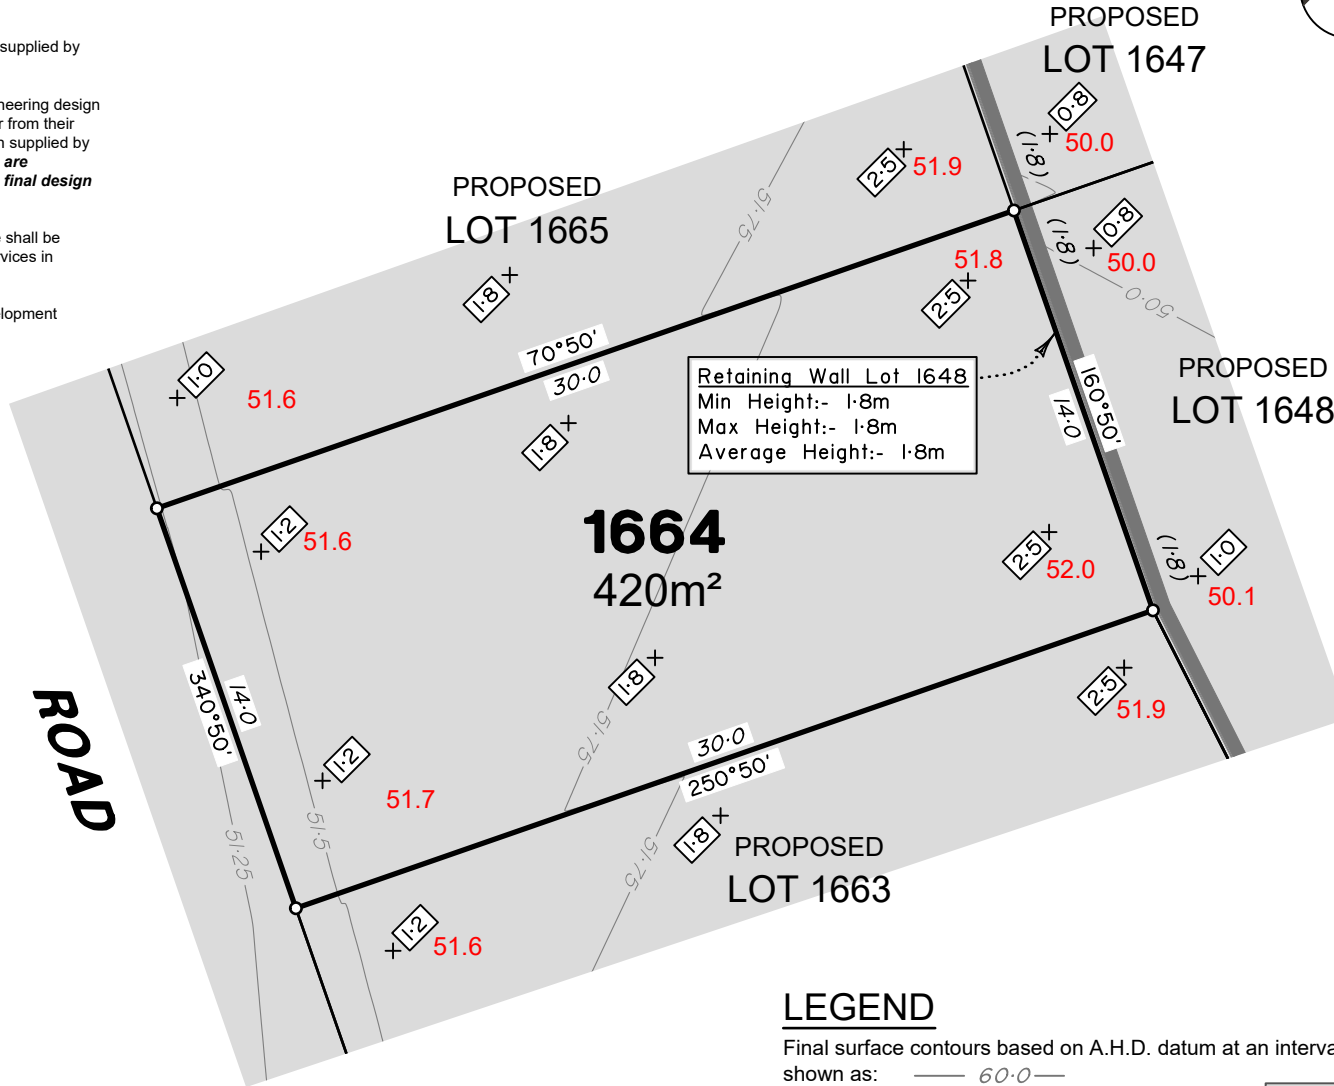 supplied by
neering design
r from their
n supplied by
are
final design
e shall be
vices in
elopment
PROPOSED
LOT 1647
0·8
50.0
(1·8)
2·5
51.9
PROPOSED
LOT 1665
51·75
1·8
0·8
50.0
(1·8)
51.8
2·5
50·0
70°50'
30·0
1·0
51.6
Retaining Wall Lot 1648
Min Height:- 1·8m
Max Height:- 1·8m
Average Height:- 1·8m
160°50'
14·0
PROPOSED
LOT 1648
1·8
1·2
51.6
1664
420m²
2·5
52.0
(1·8)
1·0
50.1
1·8
51·75
ROAD
340°50'
14·0
1·2
51.7
30·0
250°50'
2·5
51.9
51·25
51·5
1·8
51·75
PROPOSED
LOT 1663
1·2
51.6
LEGEND
Final surface contours based on A.H.D. datum at an interva
shown as: 60·0